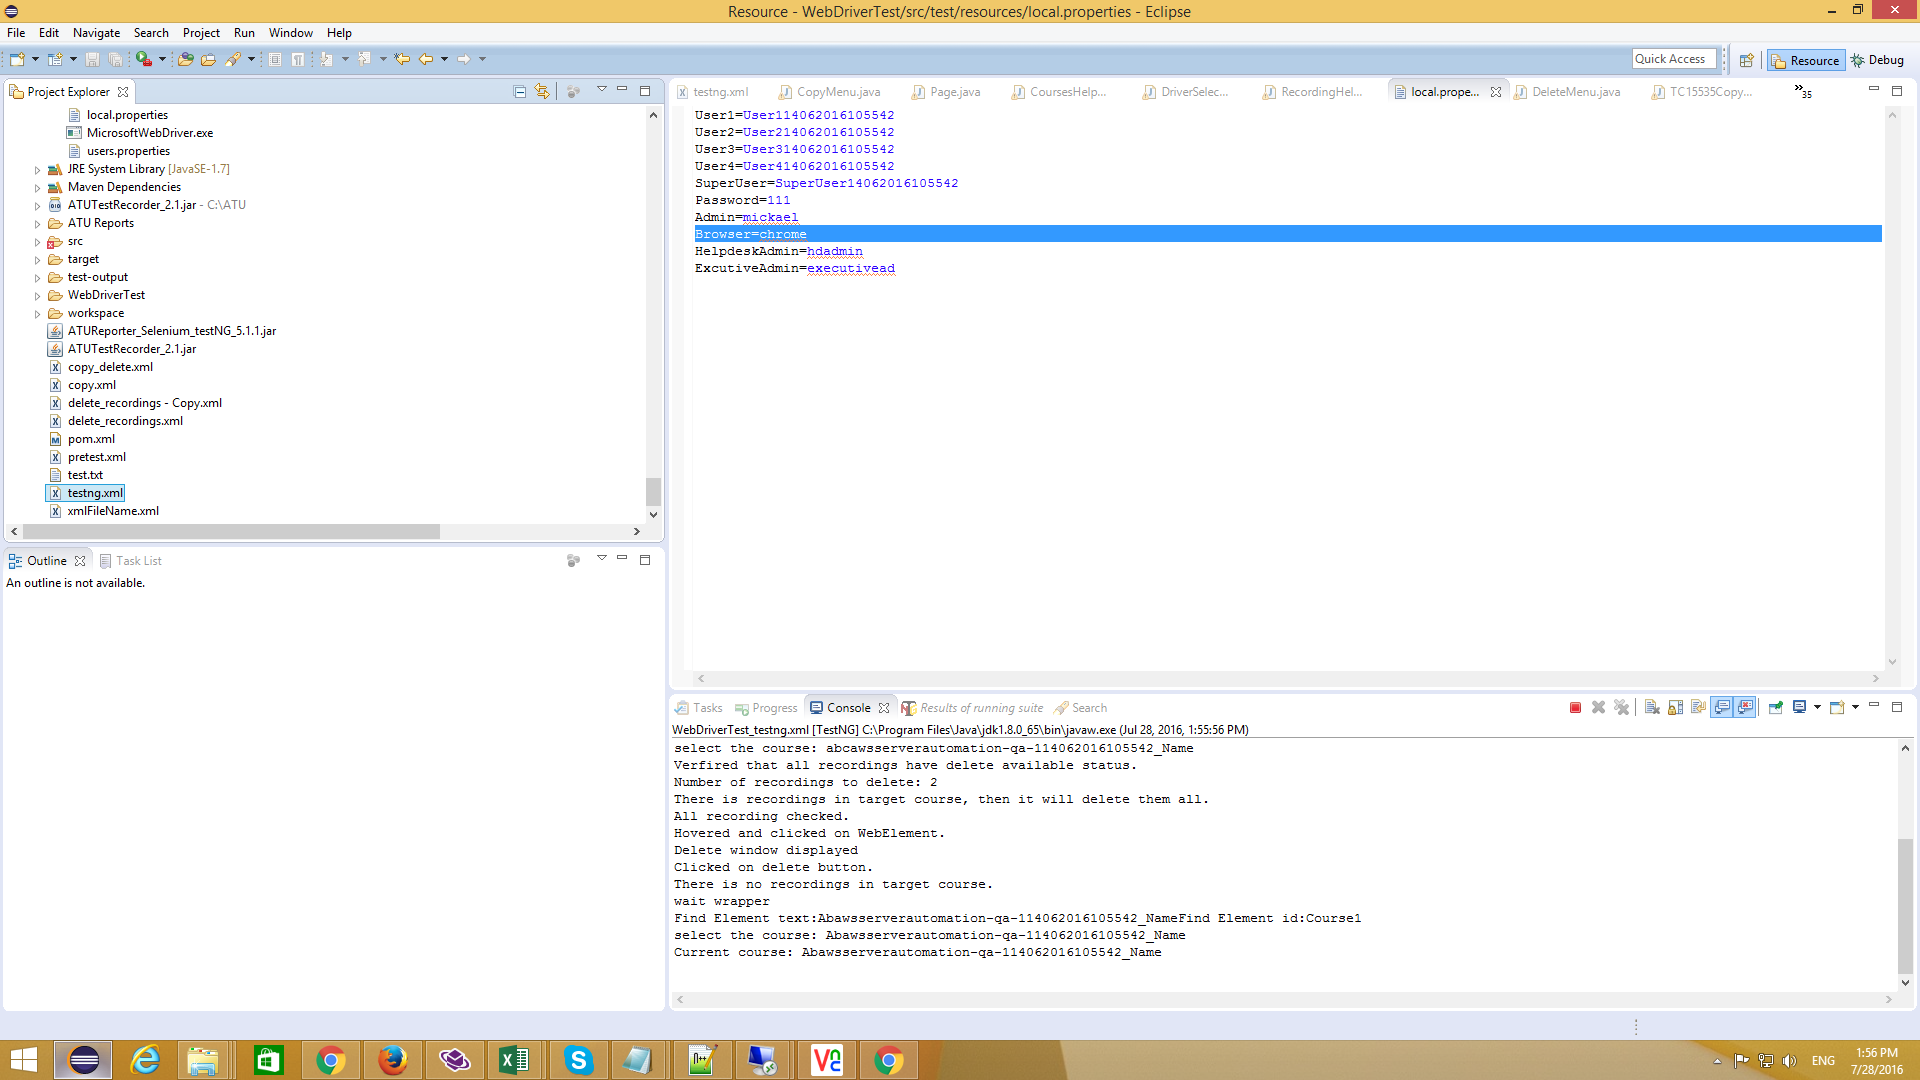 Resource - WebDriverTest/src/test/resources/local.properties - Eclipse
File Edit Navigate Search Project Run Window Help
Quick Access
Resource
Debug
Project Explorer
local.properties
MicrosoftWebDriver.exe
users.properties
JRE System Library [JavaSE-1.7]
Maven Dependencies
ATUTestRecorder_2.1.jar - C:\ATU
ATU Reports
src
target
test-output
WebDriverTest
workspace
ATUReporter_Selenium_testNG_5.1.1.jar
ATUTestRecorder_2.1.jar
copy_delete.xml
copy.xml
delete_recordings - Copy.xml
delete_recordings.xml
pom.xml
pretest.xml
test.txt
testng.xml
xmlFileName.xml
Outline
Task List
An outline is not available.
testng.xml CopyMenu.java Page.java CoursesHelp... DriverSelec... RecordingHel... local.prope... DeleteMenu.java TC15535Copy... 35
User1=User114062016105542
User2=User214062016105542
User3=User314062016105542
User4=User414062016105542
SuperUser=SuperUser14062016105542
Password=111
Admin=mickael
Browser=chrome
HelpdeskAdmin=hdadmin
ExcutiveAdmin=executivead
Tasks Progress Console Results of running suite Search
WebDriverTest_testng.xml [TestNG] C:\Program Files\Java\jdk1.8.0_65\bin\javaw.exe (Jul 28, 2016, 1:55:56 PM)
select the course: abcawsserverautomation-qa-114062016105542_Name
Verfired that all recordings have delete available status.
Number of recordings to delete: 2
There is recordings in target course, then it will delete them all.
All recording checked.
Hovered and clicked on WebElement.
Delete window displayed
Clicked on delete button.
There is no recordings in target course.
wait wrapper
Find Element text:Abawsserverautomation-qa-114062016105542_NameFind Element id:Course1
select the course: Abawsserverautomation-qa-114062016105542_Name
Current course: Abawsserverautomation-qa-114062016105542_Name
ENG
1:56 PM
7/28/2016